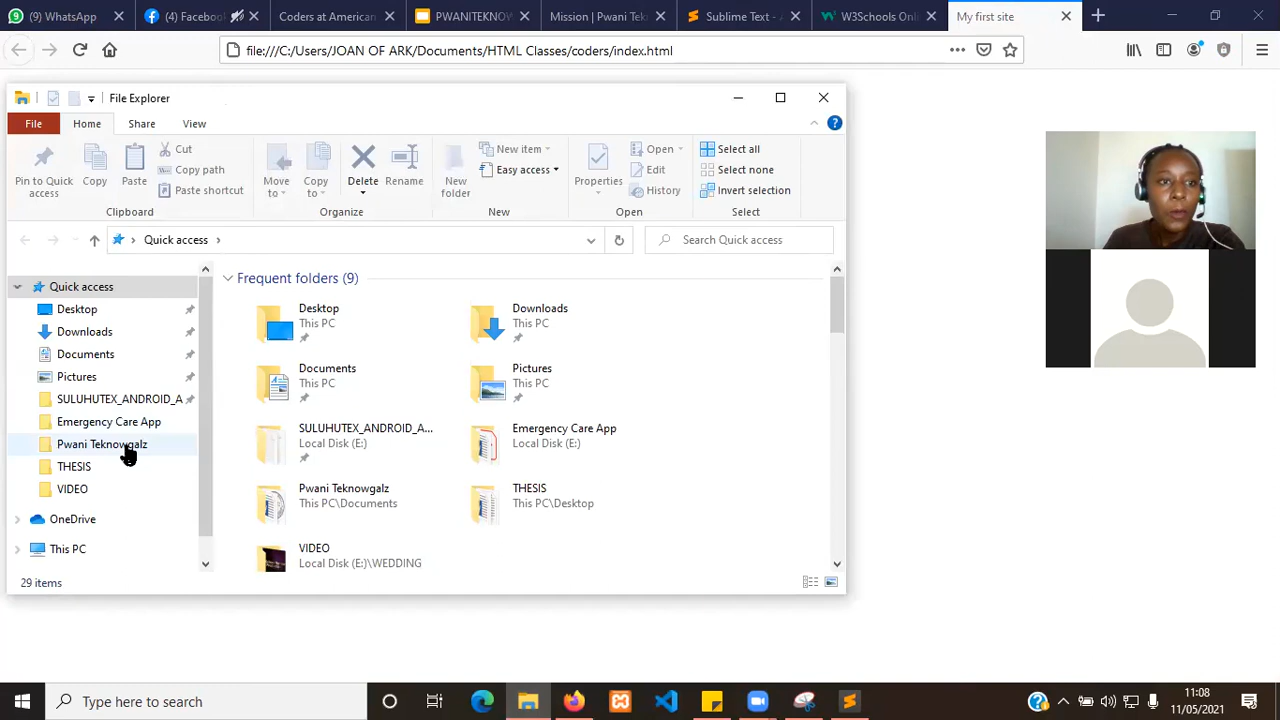 (9) WhatsApp
(4) Facebook
Coders at American
PWANITEKNOW
Mission | Pwani Tekn
Sublime Text - A
W3Schools Onli
My first site
file:///C:/Users/JOAN OF ARK/Documents/HTML Classes/coders/index.html
File Explorer
File
Home
Share
View
Pin to Quick access
Copy
Paste
Cut
Copy path
Paste shortcut
Move to
Copy to
Delete
Rename
New folder
New item
Easy access
Properties
Open
Edit
History
Select all
Select none
Invert selection
Clipboard
Organize
New
Open
Select
Quick access
Search Quick access
Quick access
Desktop
Downloads
Documents
Pictures
SULUHUTEX_ANDROID_A
Emergency Care App
Pwani Teknowgalz
THESIS
VIDEO
OneDrive
This PC
Frequent folders (9)
Desktop
This PC
Downloads
This PC
Documents
This PC
Pictures
This PC
SULUHUTEX_ANDROID_A...
Local Disk (E:)
Emergency Care App
Local Disk (E:)
Pwani Teknowgalz
This PC\Documents
THESIS
This PC\Desktop
VIDEO
Local Disk (E:)\WEDDING
29 items
Type here to search
11:08
11/05/2021